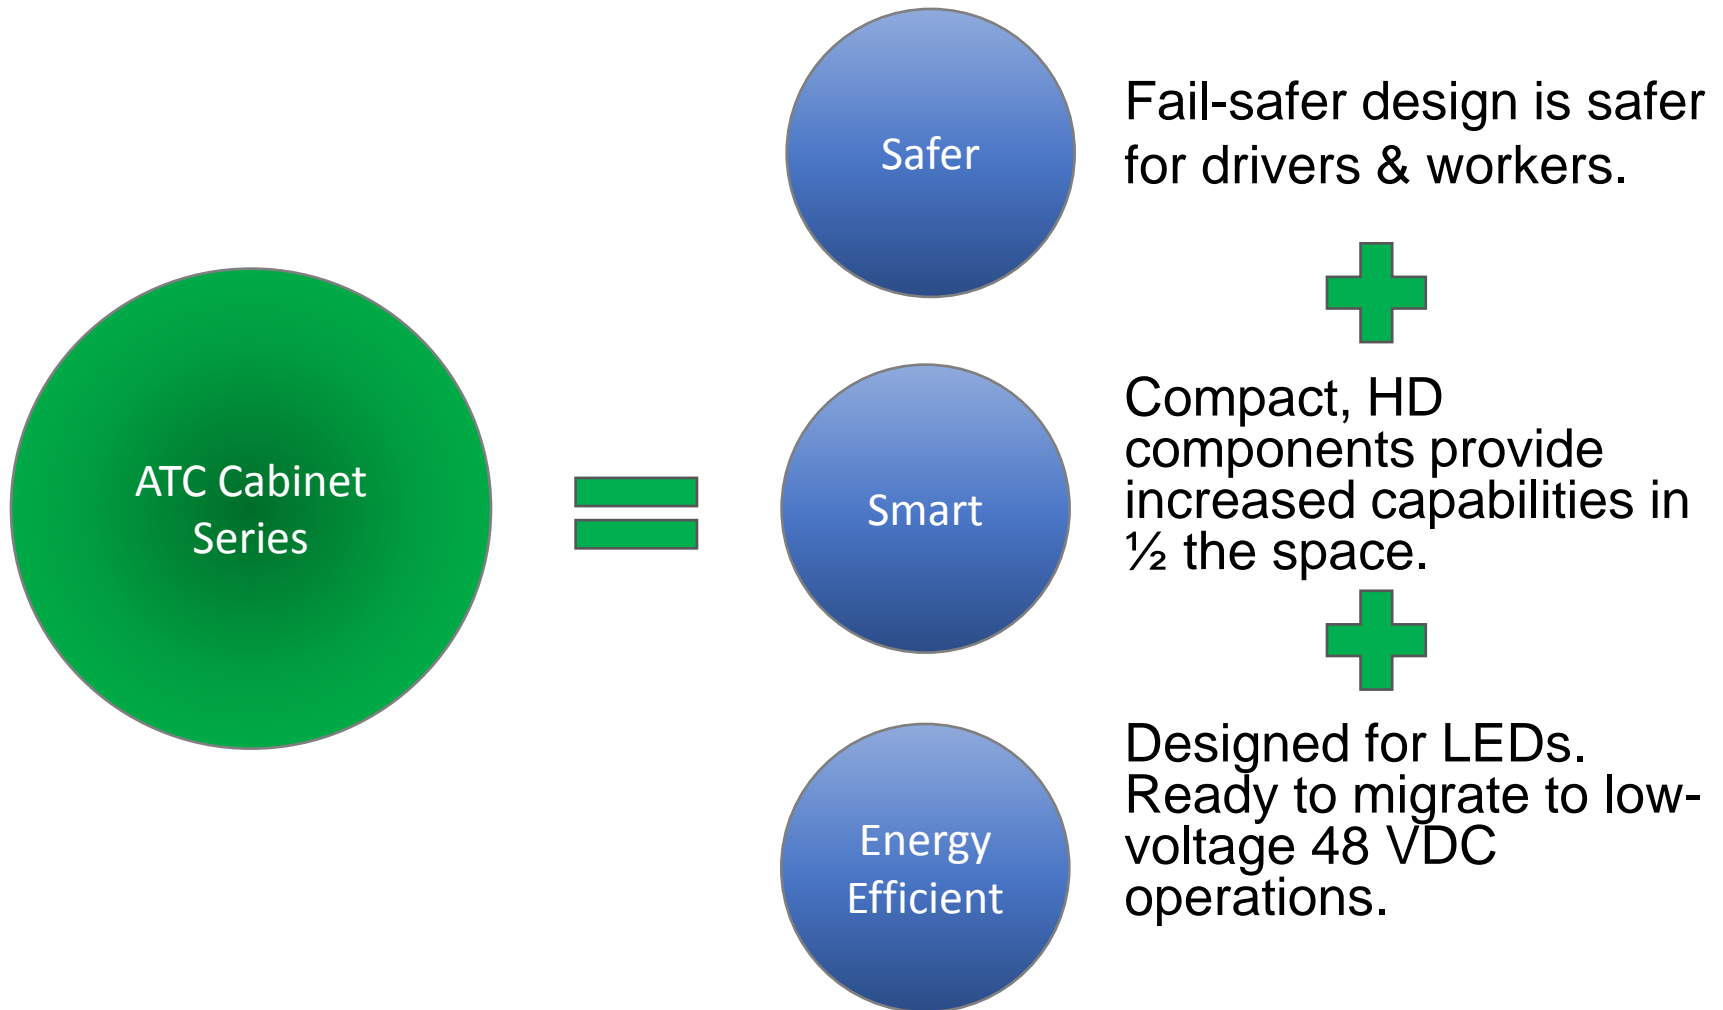 ATC Cabinet
Series
Safer
Fail-safer design is safer
for drivers & workers.
Smart
Compact, HD
components provide
increased capabilities in
½ the space.
Energy
Efficient
Designed for LEDs.
Ready to migrate to low-
voltage 48 VDC
operations.